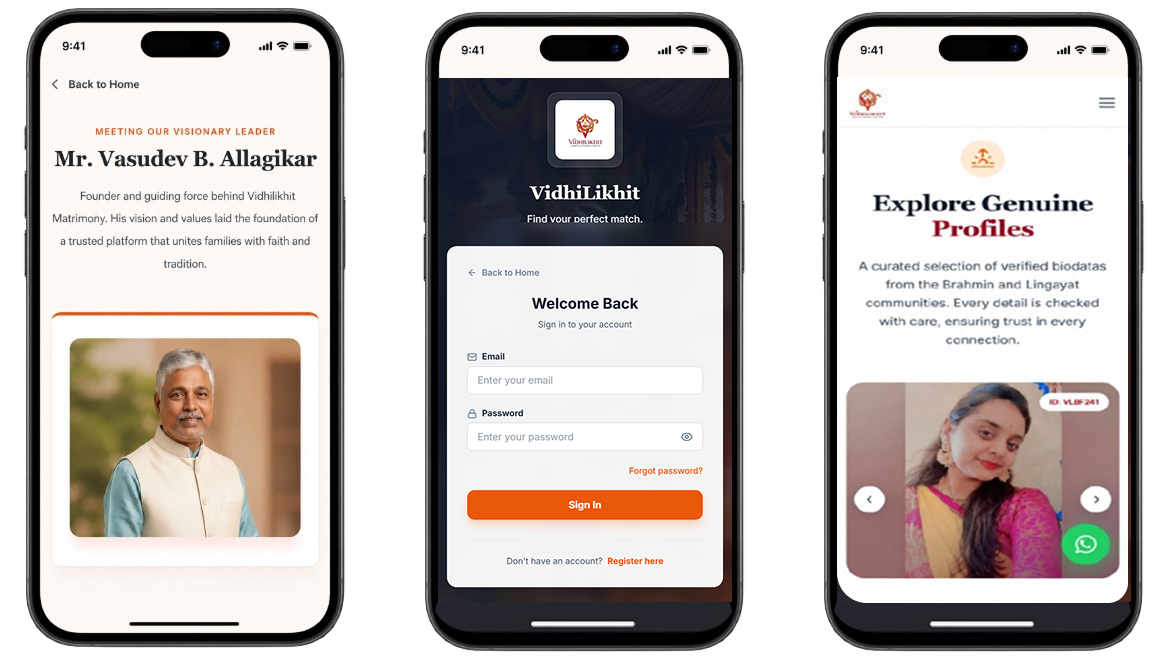 9:41
Back to Home
MEETING OUR VISIONARY LEADER
Mr. Vasudev B. Allagikar
Founder and guiding force behind Vidhilikhit
Matrimony. His vision and values laid the foundation of
a trusted platform that unites families with faith and
tradition.
9:41
VIDHILIKHIT
VidhiLikhit
Find your perfect match.
Back to Home
Welcome Back
Sign in to your account
Email
Enter your email
Password
Enter your password
Forgot password?
Sign In
Don't have an account? Register here
9:41
VIDHILIKHIT
Explore Genuine
Profiles
A curated selection of verified biodatas
from the Brahmin and Lingayat
communities. Every detail is checked
with care, ensuring trust in every
connection.
ID: VLBF241